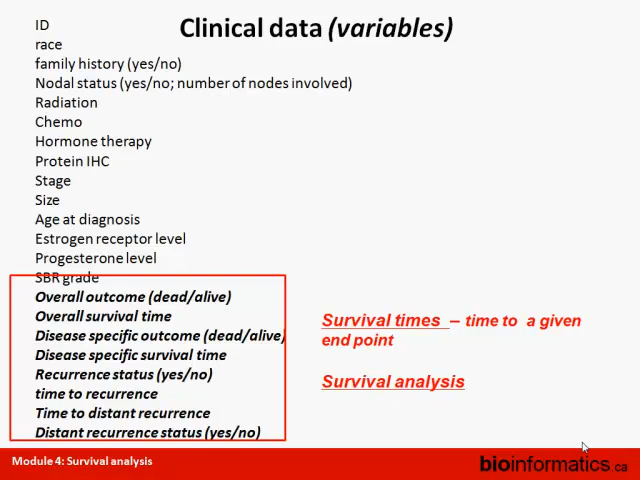 Clinical data (variables)
ID
race
family history (yes/no)
Nodal status (yes/no; number of nodes involved)
Radiation
Chemo
Hormone therapy
Protein IHC
Stage
Size
Age at diagnosis
Estrogen receptor level
Progesterone level
SBR grade
Overall outcome (dead/alive)
Overall survival time
Disease specific outcome (dead/alive)
Disease specific survival time
Recurrence status (yes/no)
time to recurrence
Time to distant recurrence
Distant recurrence status (yes/no)
Survival times – time to a given
end point
Survival analysis
Module 4: Survival analysis
bioinformatics.ca